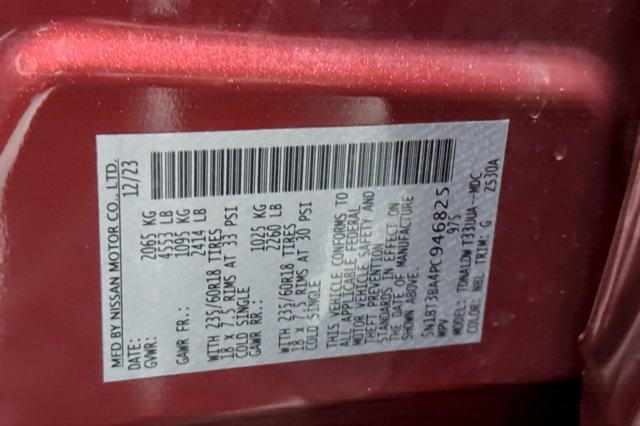 MFD BY NISSAN MOTOR CO., LTD.
DATE: 12/23
GVWR: 2065 KG
4553 LB
GAWR FR.: 1095 KG
2414 LB
WITH 235/60R18 TIRES
18 X 7.5 RIMS AT 33 PSI
COLD SINGLE
GAWR RR.: 1025 KG
2260 LB
WITH 235/60R18 TIRES
18 X 7.5 RIMS AT 30 PSI
COLD SINGLE
THIS VEHICLE CONFORMS TO
ALL APPLICABLE FEDERAL
MOTOR VEHICLE SAFETY AND
THEFT PREVENTION
STANDARDS IN EFFECT ON
THE DATE OF MANUFACTURE
SHOWN ABOVE.
5N1BT3BA4PC946825
MPV 975
MODEL: TDNALDW T33UUA--MDC
COLOR: NBL TRIM: G ZS30A